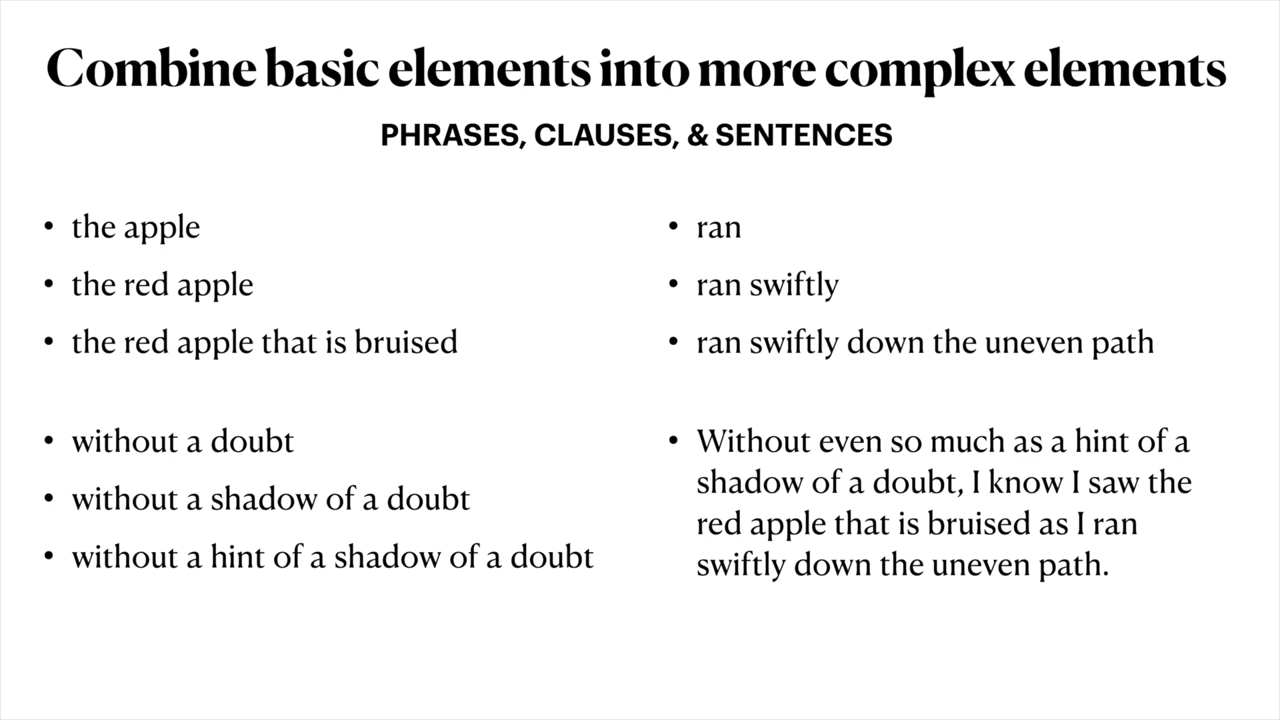 Combine basic elements into more complex elements
PHRASES, CLAUSES, & SENTENCES
• the apple
• the red apple
• the red apple that is bruised
• without a doubt
• without a shadow of a doubt
• without a hint of a shadow of a doubt
• ran
• ran swiftly
• ran swiftly down the uneven path
• Without even so much as a hint of a
shadow of a doubt, I know I saw the
red apple that is bruised as I ran
swiftly down the uneven path.